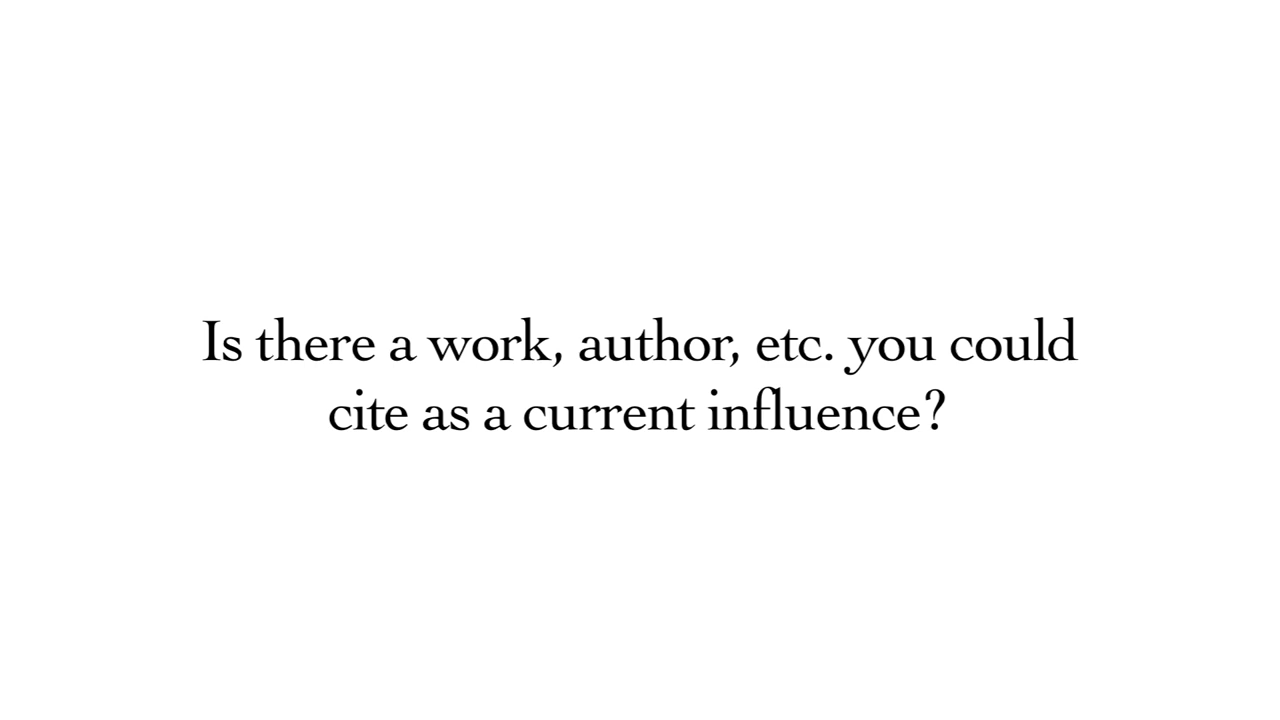 Is there a work, author, etc. you could
cite as a current influence?